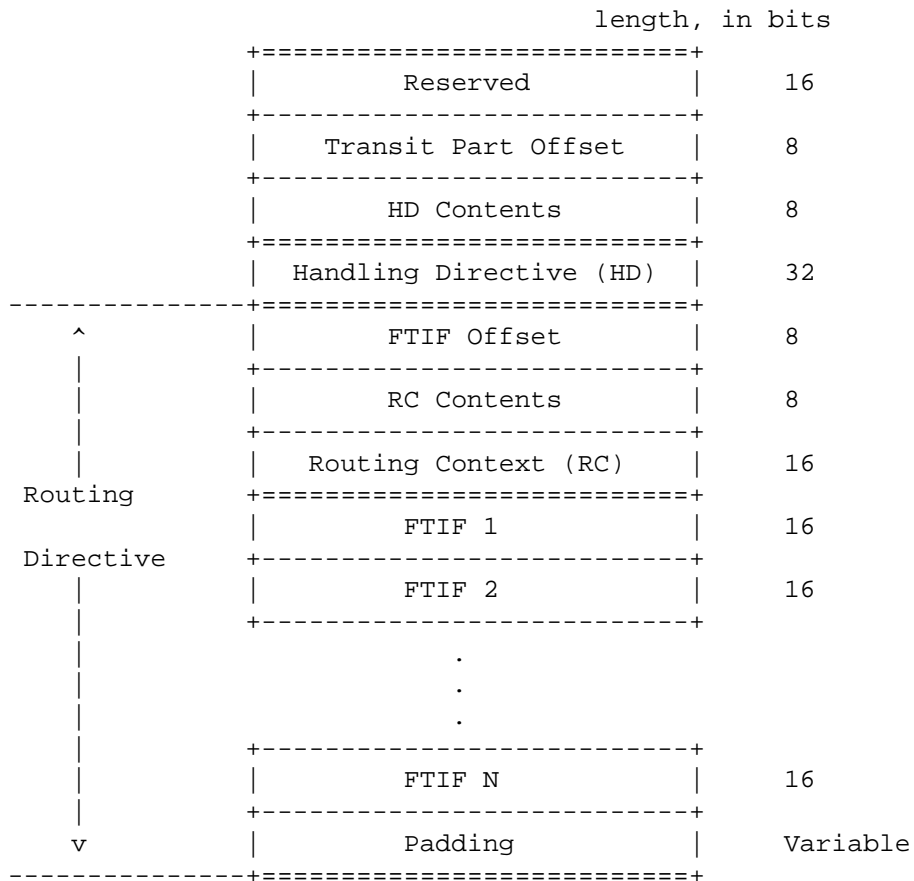 length, in bits
+===========================+
| Reserved | 16
+---------------------------+
| Transit Part Offset | 8
+---------------------------+
| HD Contents | 8
+===========================+
| Handling Directive (HD) | 32
---------------+===========================+
^ | FTIF Offset | 8
| +---------------------------+
| | RC Contents | 8
| +---------------------------+
| | Routing Context (RC) | 16
Routing +===========================+
| FTIF 1 | 16
Directive +---------------------------+
| | FTIF 2 | 16
| +---------------------------+
| .
| .
| .
| +---------------------------+
| | FTIF N | 16
| +---------------------------+
v | Padding | Variable
---------------+===========================+